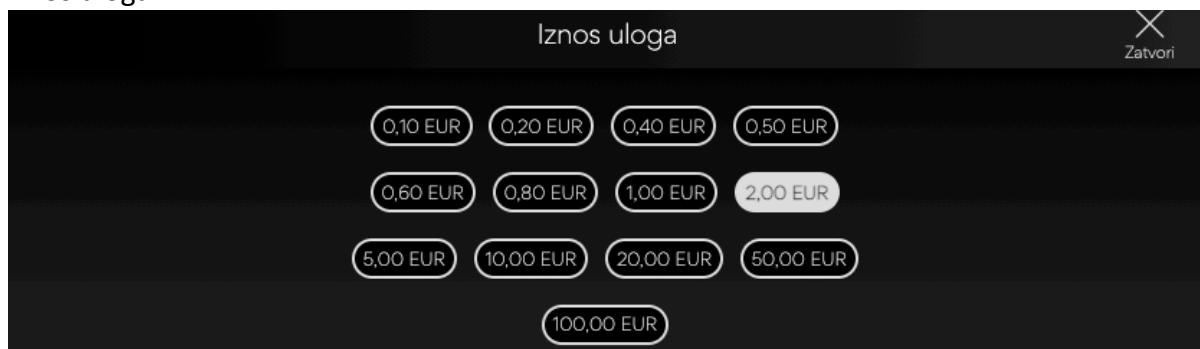 Iznos uloga
Zatvori
0,10 EUR 0,20 EUR 0,40 EUR 0,50 EUR
0,60 EUR 0,80 EUR 1,00 EUR 2,00 EUR
5,00 EUR 10,00 EUR 20,00 EUR 50,00 EUR
100,00 EUR